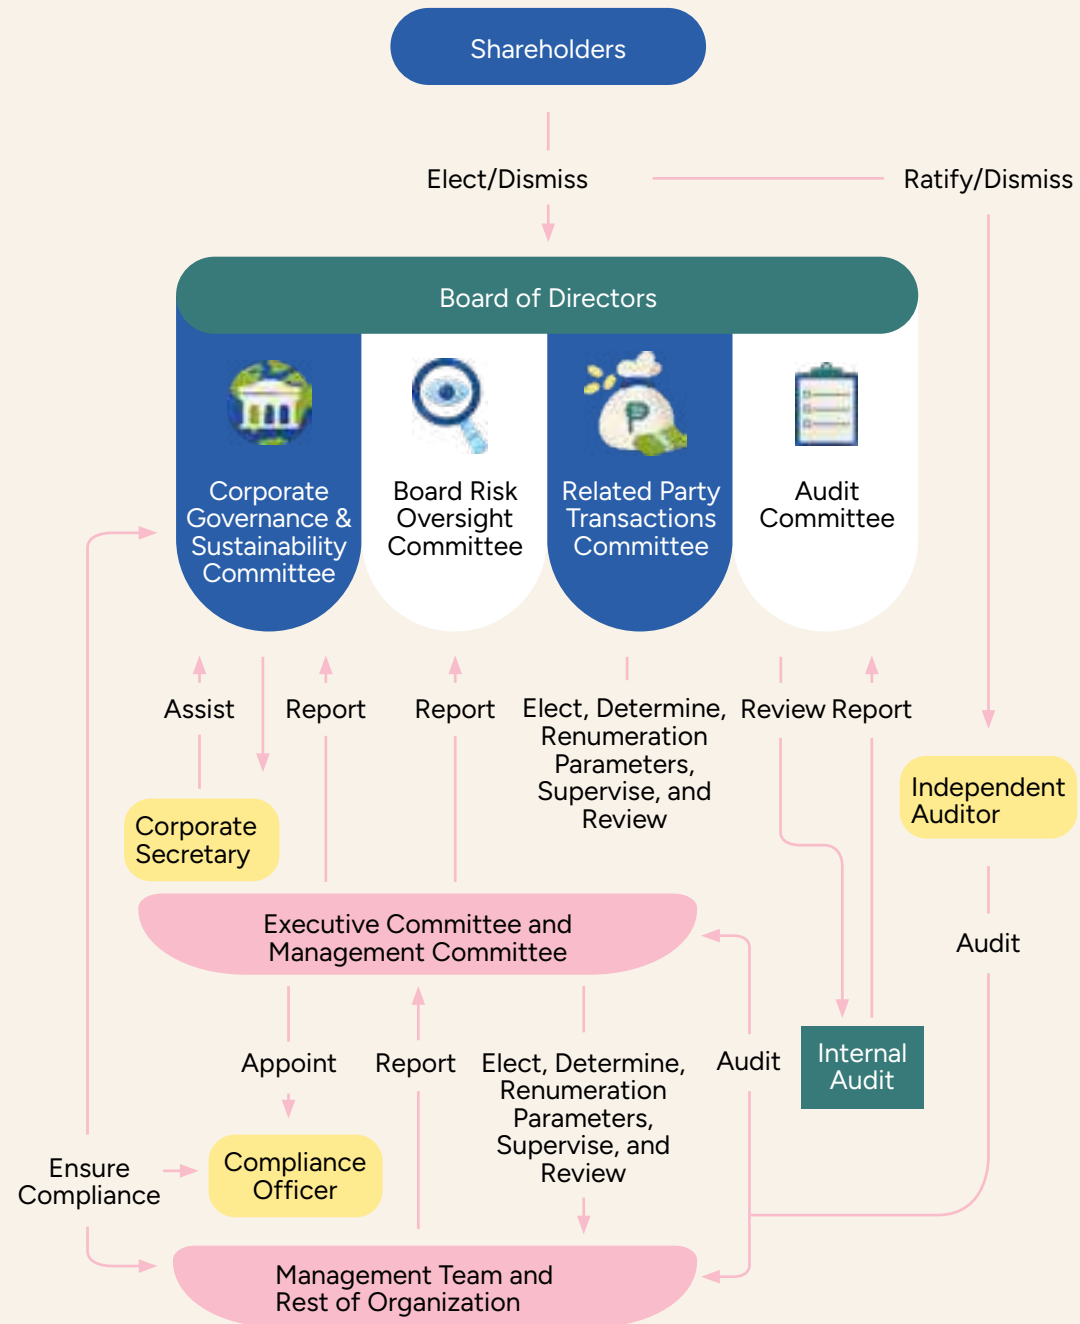 Shareholders
Elect/Dismiss
Ratify/Dismiss
Board of Directors
Corporate
Governance &
Sustainability
Committee
Board Risk
Oversight
Committee
Related Party
Transactions
Committee
Audit
Committee
Assist
Report
Report
Elect, Determine,
Renumeration
Parameters,
Supervise, and
Review
Review
Report
Independent
Auditor
Corporate
Secretary
Executive Committee and
Management Committee
Audit
Appoint
Report
Elect, Determine,
Renumeration
Parameters,
Supervise, and
Review
Audit
Internal
Audit
Ensure
Compliance
Compliance
Officer
Management Team and
Rest of Organization